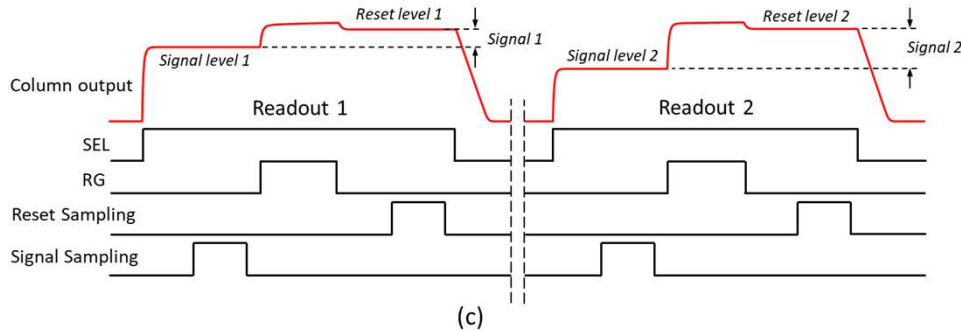 Reset level 1
Signal 1
Signal level 1
Reset level 2
Signal 2
Signal level 2
Column output
Readout 1
Readout 2
SEL
RG
Reset Sampling
Signal Sampling
(c)